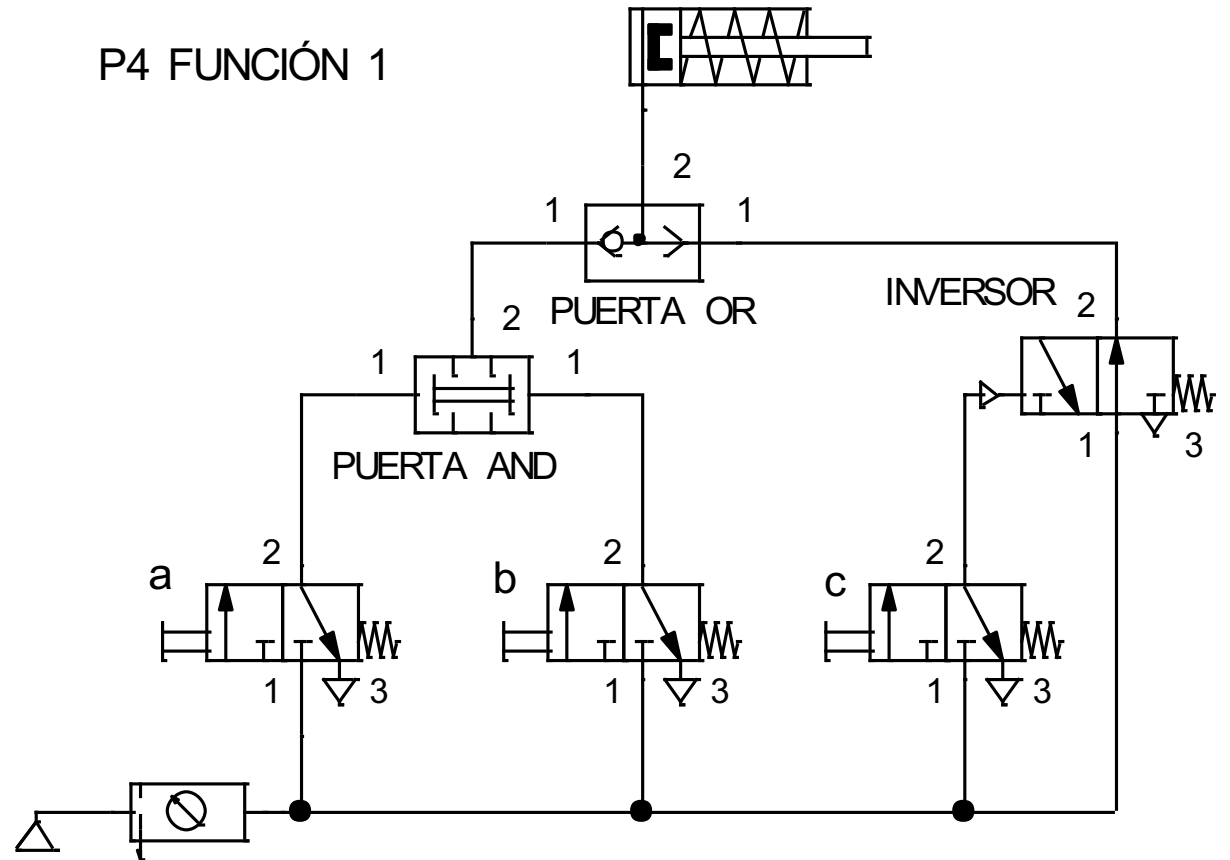 P4 FUNCIÓN 1
2
1 1
INVERSOR 2
PUERTA OR
2
1 1
1 3
PUERTA AND
a 2 b 2 c 2
1 3 1 3 1 3